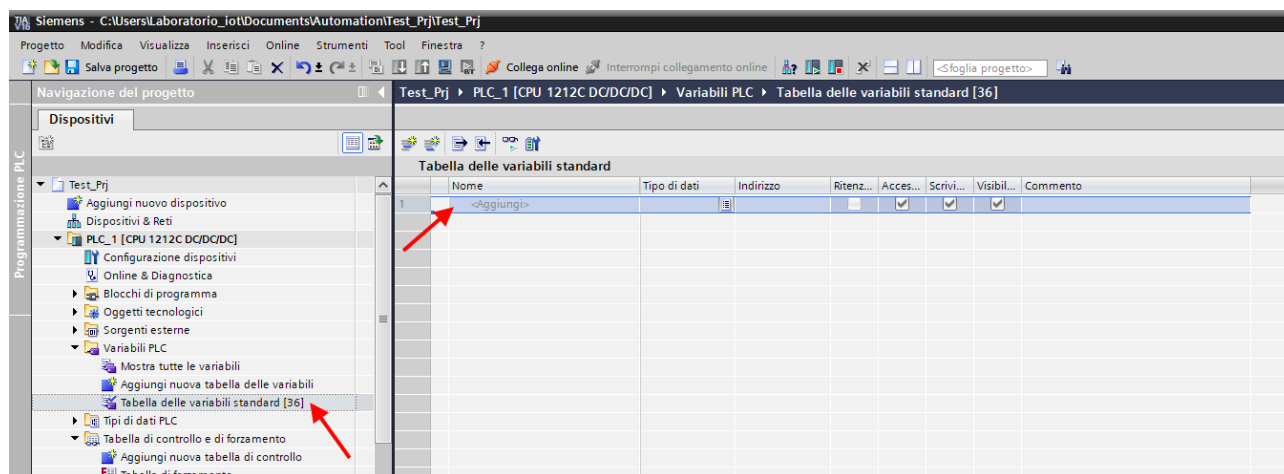 TIA V16 Siemens - C:\Users\Laboratorio_iot\Documents\Automation\Test_Prj\Test_Prj
Progetto Modifica Visualizza Inserisci Online Strumenti Tool Finestra ?
Salva progetto Collega online Interrompi collegamento online <Sfoglia progetto>
Navigazione del progetto
Test_Prj PLC_1 [CPU 1212C DC/DC/DC] Variabili PLC Tabella delle variabili standard [36]
Dispositivi
Tabella delle variabili standard
Nome Tipo di dati Indirizzo Ritenz... Acces... Scrivi... Visibil... Commento
1 <Aggiungi>
Programmazione PLC
Test_Prj
Aggiungi nuovo dispositivo
Dispositivi & Reti
PLC_1 [CPU 1212C DC/DC/DC]
Configurazione dispositivi
Online & Diagnostica
Blocchi di programma
Oggetti tecnologici
Sorgenti esterne
Variabili PLC
Mostra tutte le variabili
Aggiungi nuova tabella delle variabili
Tabella delle variabili standard [36]
Tipi di dati PLC
Tabella di controllo e di forzamento
Aggiungi nuova tabella di controllo
Tabella di forzamento